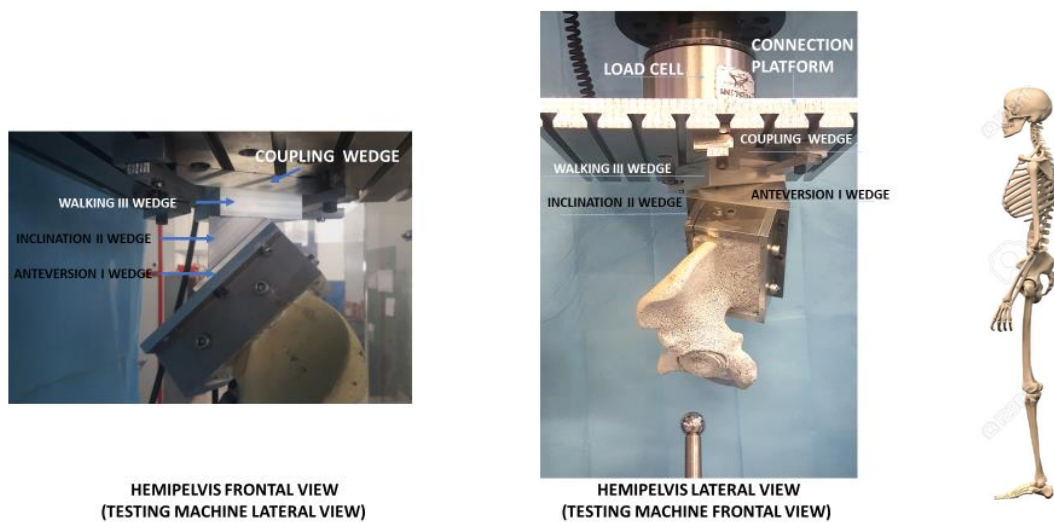 COUPLING WEDGE
WALKING III WEDGE
INCLINATION II WEDGE
ANTEVERSION I WEDGE
HEMIPELVIS FRONTAL VIEW
(TESTING MACHINE LATERAL VIEW)
LOAD CELL
CONNECTION
PLATFORM
COUPLING WEDGE
WALKING III WEDGE
INCLINATION II WEDGE
ANTEVERSION I WEDGE
HEMIPELVIS LATERAL VIEW
(TESTING MACHINE FRONTAL VIEW)